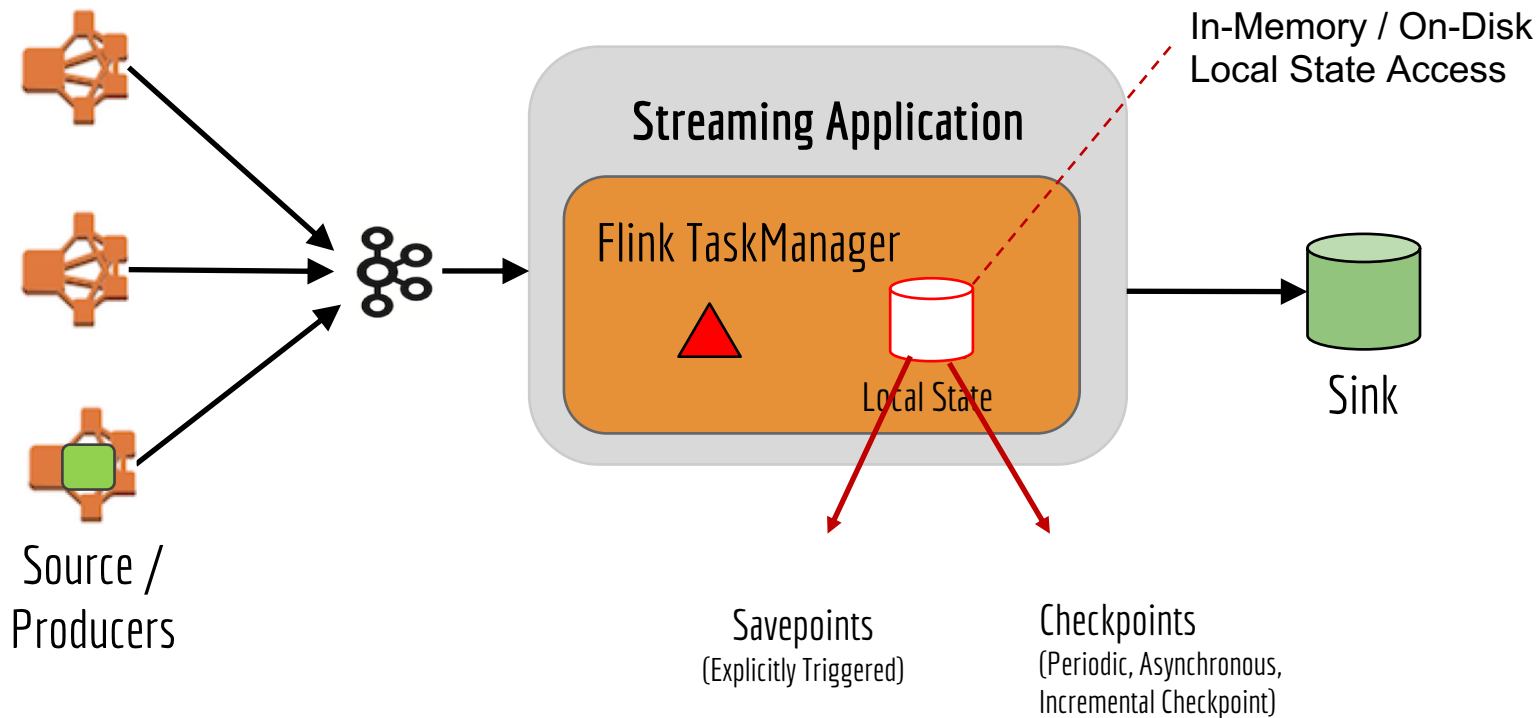 In-Memory / On-Disk
Local State Access
Streaming Application
Flink TaskManager
Local State
Sink
Source /
Producers
Savepoints
(Explicitly Triggered)
Checkpoints
(Periodic, Asynchronous,
Incremental Checkpoint)